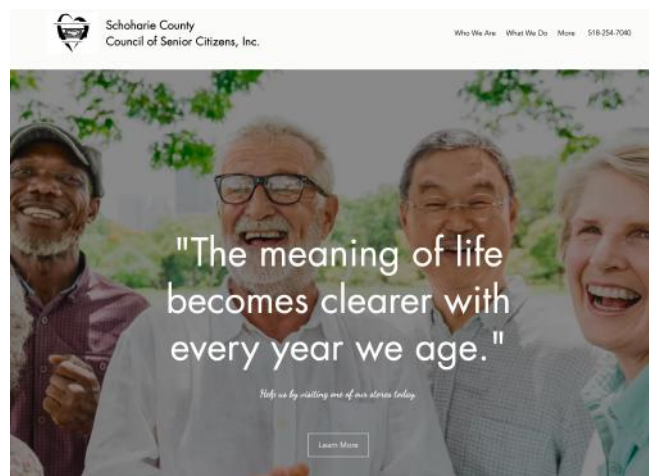 Schoharie County
Council of Senior Citizens, Inc.
Who We Are What We Do More 518-254-7040
"The meaning of life
becomes clearer with
every year we age."
Help us by visiting one of our stores today.
Learn More